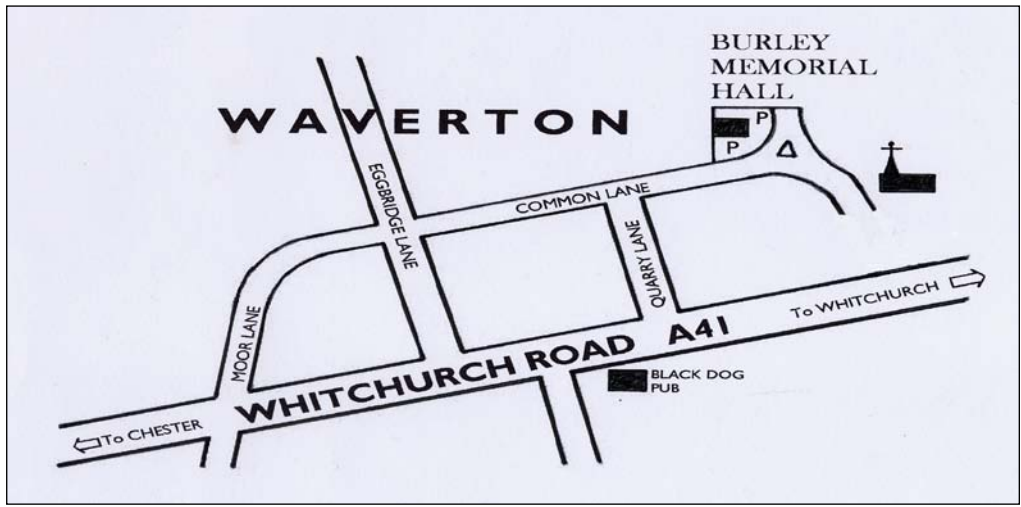 BURLEY
MEMORIAL
HALL
WAVERTON
P
P
EGGBRIDGE LANE
COMMON LANE
QUARRY LANE
MOOR LANE
To WHITCHURCH
WHITCHURCH ROAD A41
BLACK DOG
PUB
To CHESTER